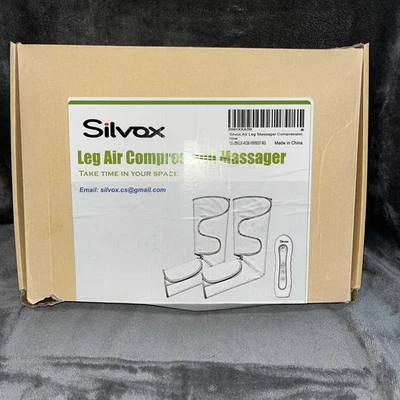 Silvox
Leg Air Compression Massager
TAKE TIME IN YOUR SPACE
Email: silvox.cs@gmail.com
Silvox Air Leg Massager Compression
Made in China